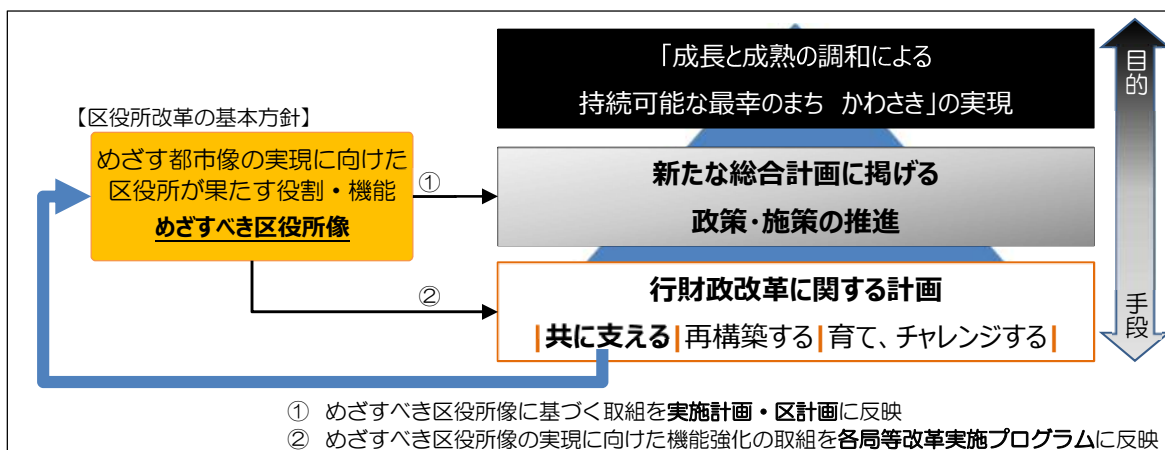 「成長と成熟の調和による
持続可能な最幸のまち かわさき」の実現
目的
【区役所改革の基本方針】
めざす都市像の実現に向けた
区役所が果たす役割・機能
めざすべき区役所像
①
新たな総合計画に掲げる
政策・施策の推進
②
行財政改革に関する計画
|共に支える|再構築する|育て、チャレンジする|
手段
① めざすべき区役所像に基づく取組を実施計画・区計画に反映
② めざすべき区役所像の実現に向けた機能強化の取組を各局等改革実施プログラムに反映